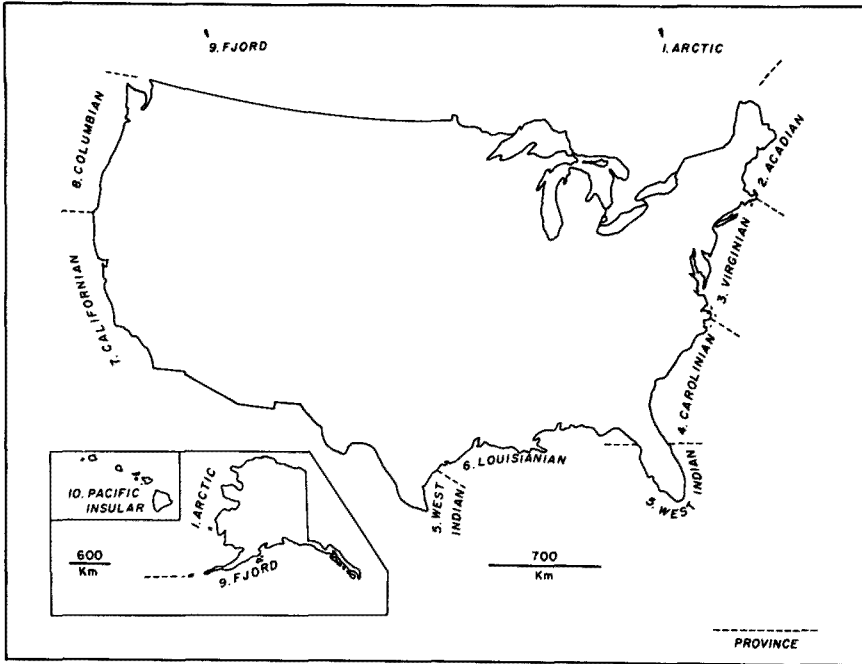 9. FJORD
1. ARCTIC
8. COLUMBIAN
2. ACADIAN
3. VIRGINIAN
7. CALIFORNIAN
4. CAROLINIAN
6. LOUISIANIAN
5. WEST
INDIAN
5. WEST INDIAN
10. PACIFIC
INSULAR
1. ARCTIC
9. FJORD
600
Km
700
Km
PROVINCE